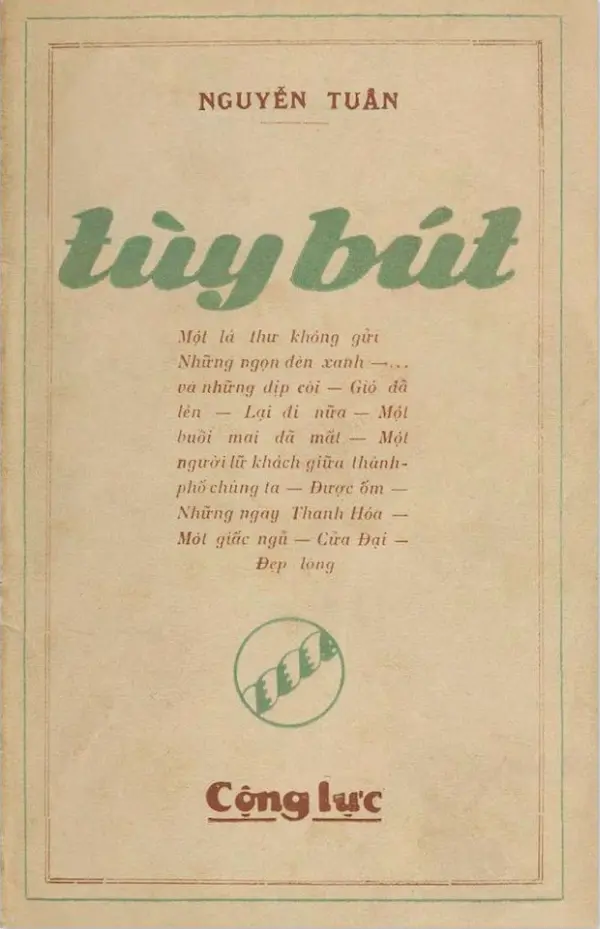 NGUYỄN TUÂN
tùy bút
Một lá thư không gửi
Những ngọn đèn xanh —...
và những dịp còi — Gió đã
lên — Lại đi nữa — Một
buổi mai đã mất — Một
người lữ khách giữa thành-
phố chúng ta — Được ốm —
Những ngày Thanh Hóa —
Một giấc ngủ — Cửa Đại —
Đẹp lòng
Cộng lực